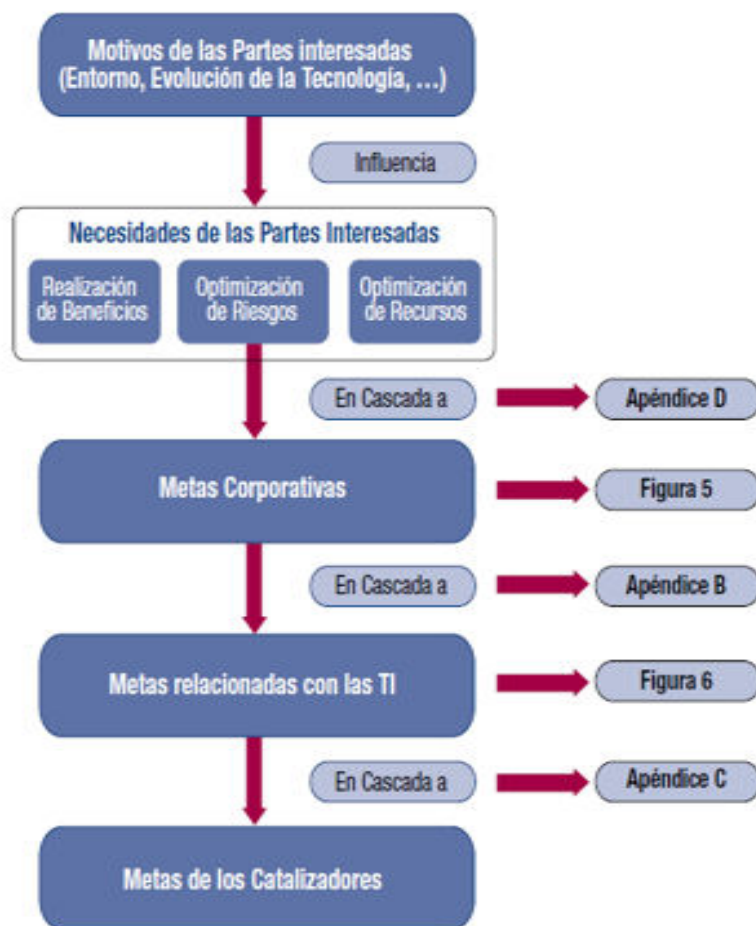 Motivos de las Partes interesadas
(Entorno, Evolución de la Tecnología, ...)
Influencia
Necesidades de las Partes Interesadas
Realización
de Beneficios
Optimización
de Riesgos
Optimización
de Recursos
En Cascada a
Apéndice D
Metas Corporativas
Figura 5
En Cascada a
Apéndice B
Metas relacionadas con las TI
Figura 6
En Cascada a
Apéndice C
Metas de los Catalizadores